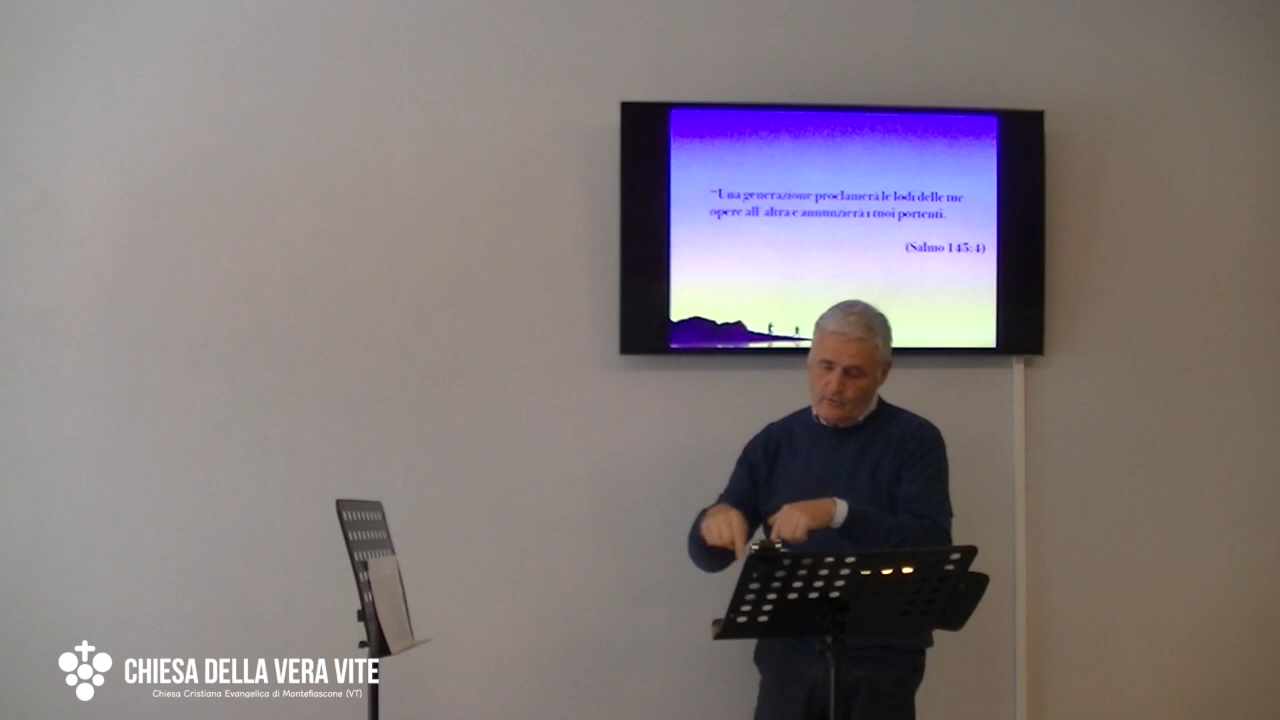 “Una generazione proclamerà le lodi delle tue
opere all' altra e annunzierà i tuoi portenti.
(Salmo 145:4)
CHIESA DELLA VERA VITE
Chiesa Cristiana Evangelica di Montefiascone (VT)